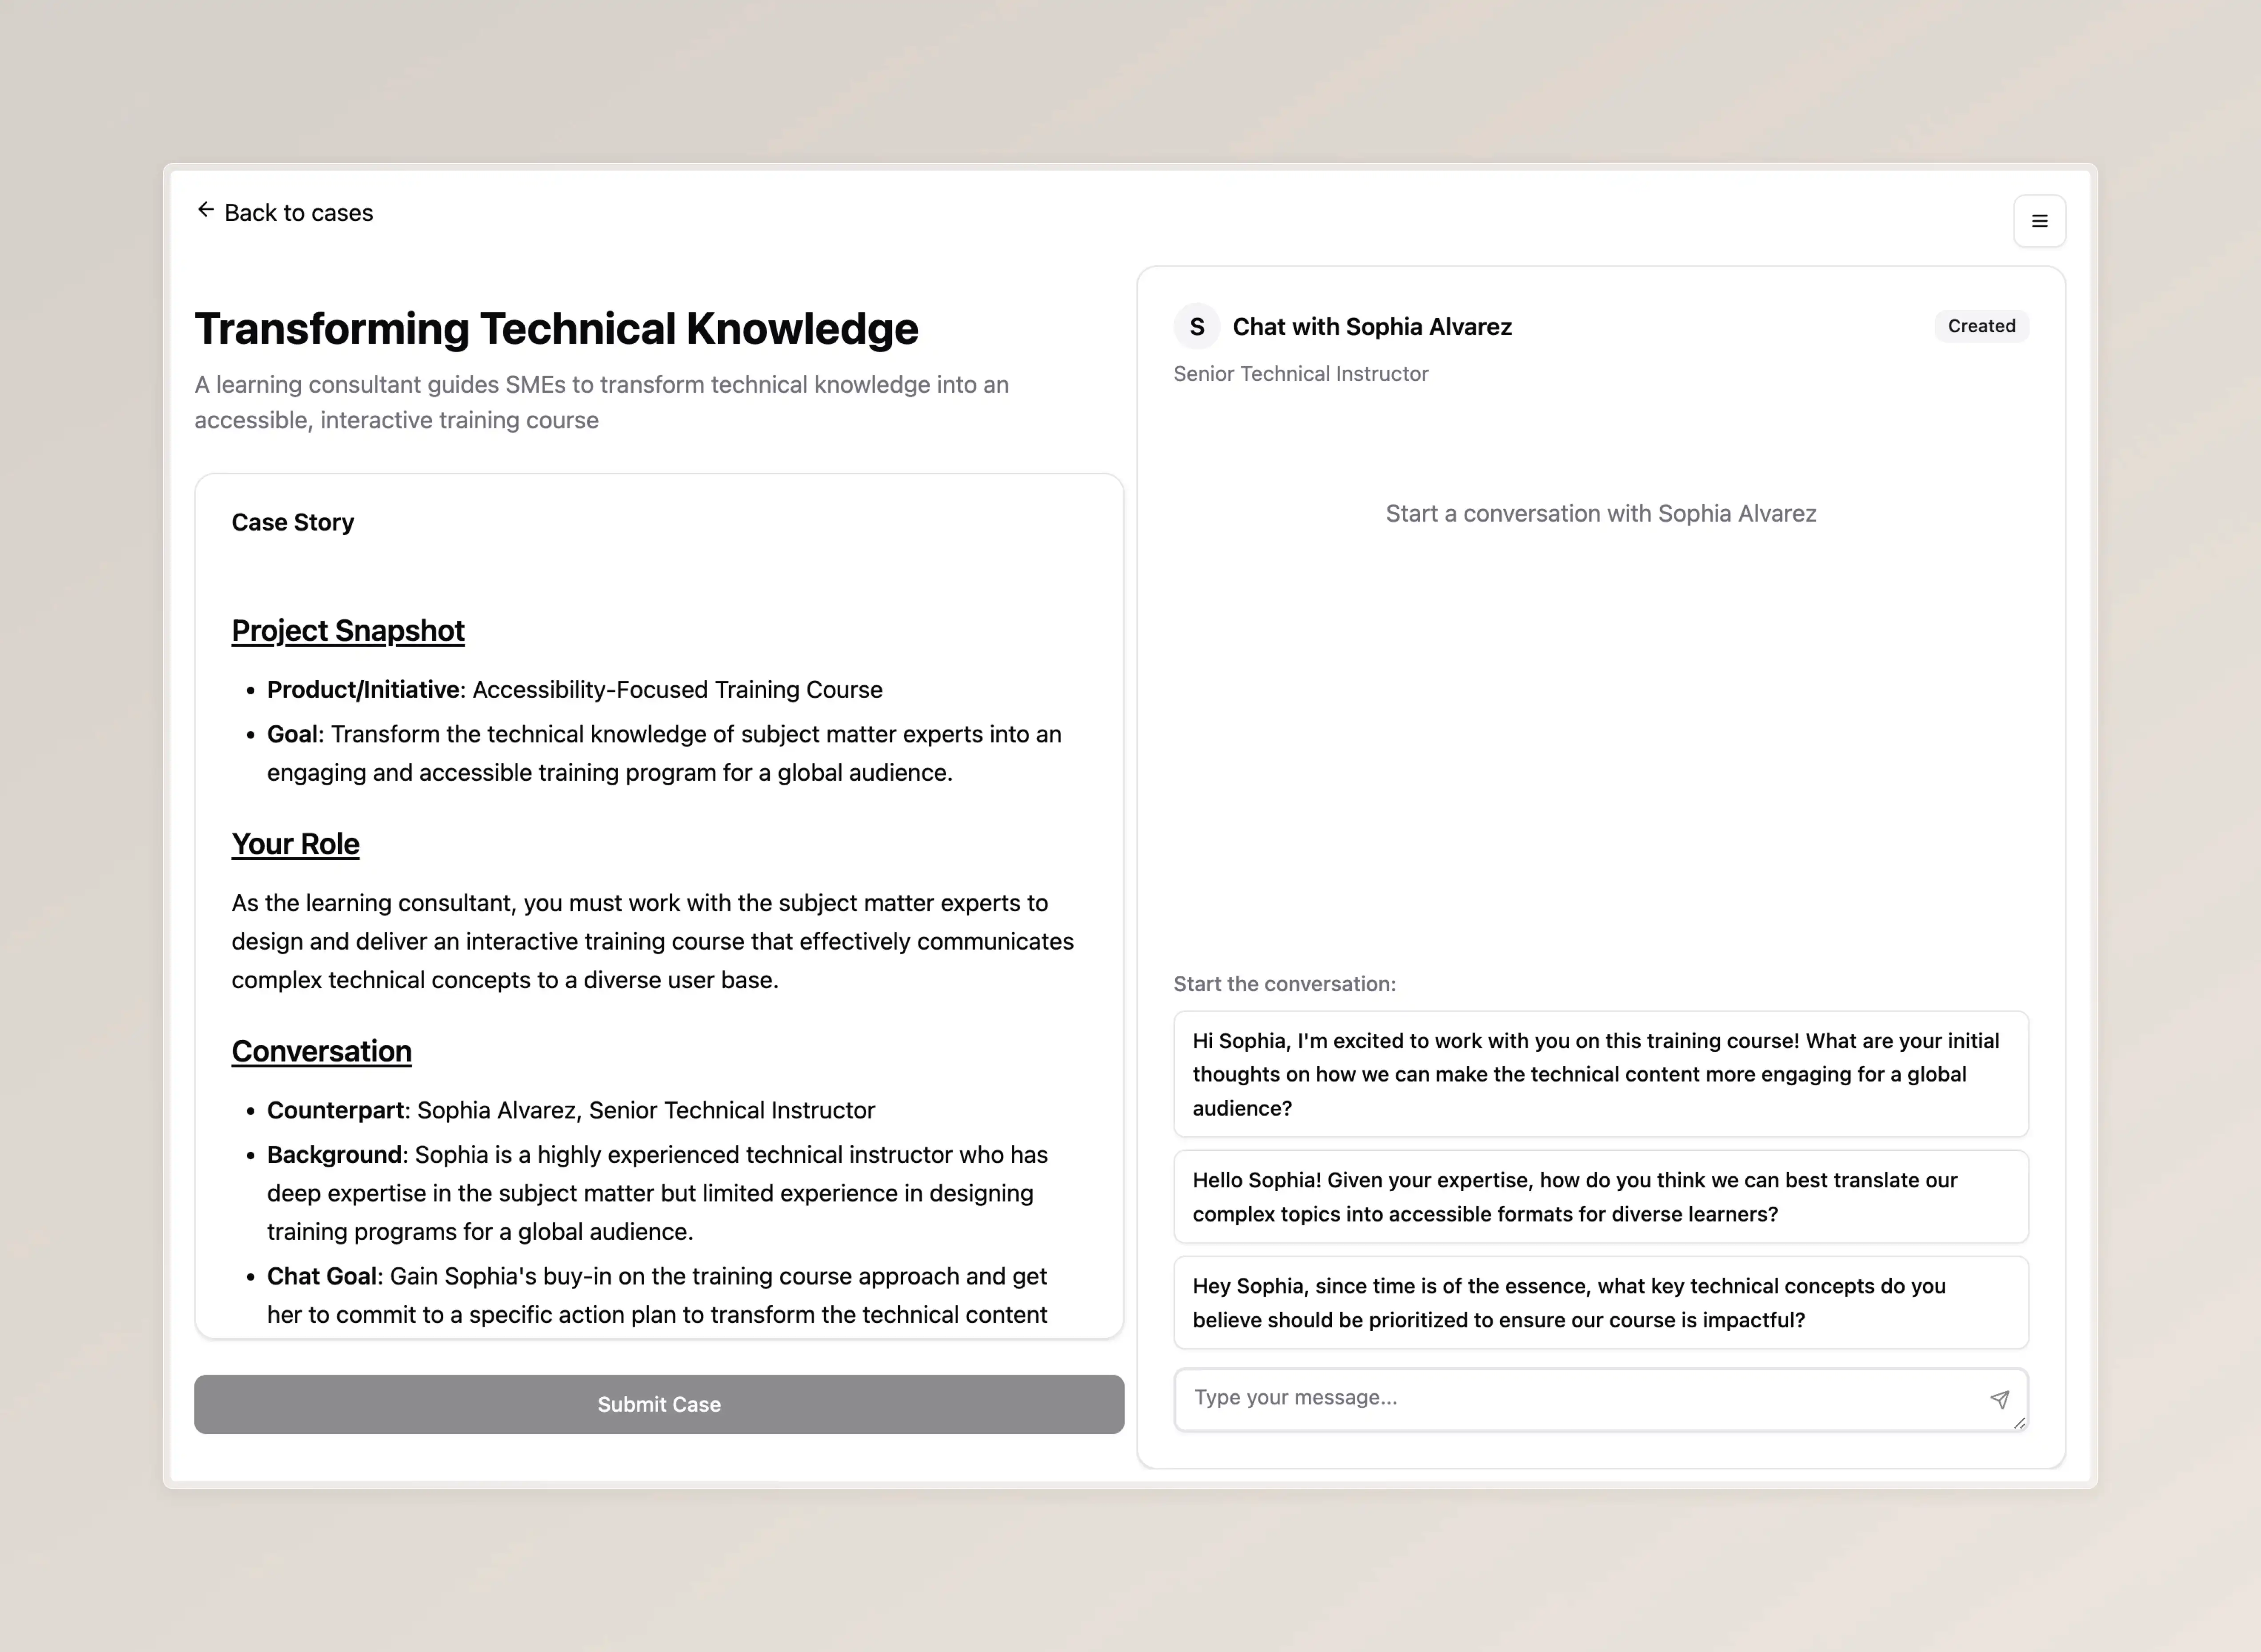 Back to cases
Transforming Technical Knowledge
A learning consultant guides SMEs to transform technical knowledge into an
accessible, interactive training course
Case Story
Project Snapshot
• Product/Initiative: Accessibility-Focused Training Course
• Goal: Transform the technical knowledge of subject matter experts into an
engaging and accessible training program for a global audience.
Your Role
As the learning consultant, you must work with the subject matter experts to
design and deliver an interactive training course that effectively communicates
complex technical concepts to a diverse user base.
Conversation
• Counterpart: Sophia Alvarez, Senior Technical Instructor
• Background: Sophia is a highly experienced technical instructor who has
deep expertise in the subject matter but limited experience in designing
training programs for a global audience.
• Chat Goal: Gain Sophia's buy-in on the training course approach and get
her to commit to a specific action plan to transform the technical content
Submit Case
S
Chat with Sophia Alvarez
Created
Senior Technical Instructor
Start a conversation with Sophia Alvarez
Start the conversation:
Hi Sophia, I'm excited to work with you on this training course! What are your initial
thoughts on how we can make the technical content more engaging for a global
audience?
Hello Sophia! Given your expertise, how do you think we can best translate our
complex topics into accessible formats for diverse learners?
Hey Sophia, since time is of the essence, what key technical concepts do you
believe should be prioritized to ensure our course is impactful?
Type your message...